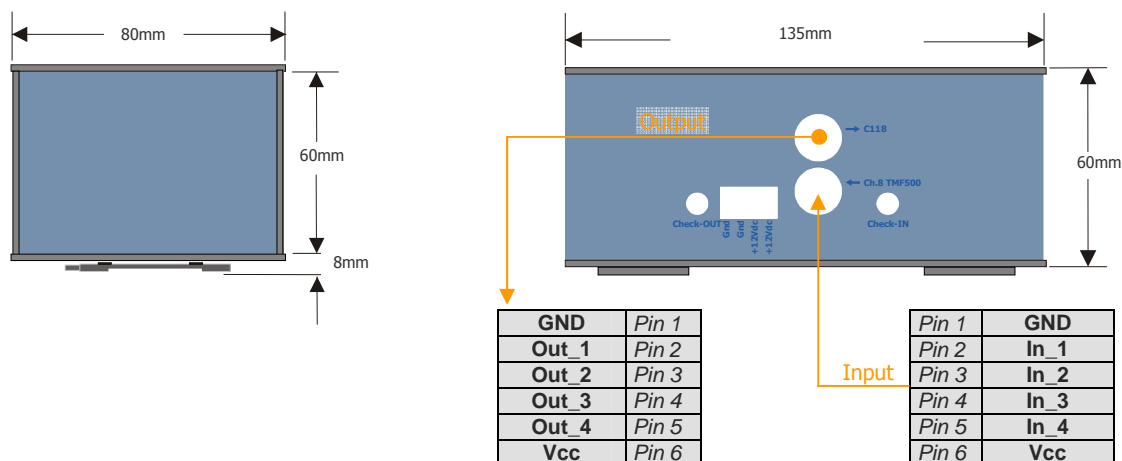 80mm
60mm
8mm
135mm
60mm
Output
C118
Ch.8 TMF500
Check-OUT
Gnd
Gnd
+12Vdc
+12Vdc
Check-IN
Input
GND Pin 1
Out_1 Pin 2
Out_2 Pin 3
Out_3 Pin 4
Out_4 Pin 5
Vcc Pin 6
Pin 1 GND
Pin 2 In_1
Pin 3 In_2
Pin 4 In_3
Pin 5 In_4
Pin 6 Vcc